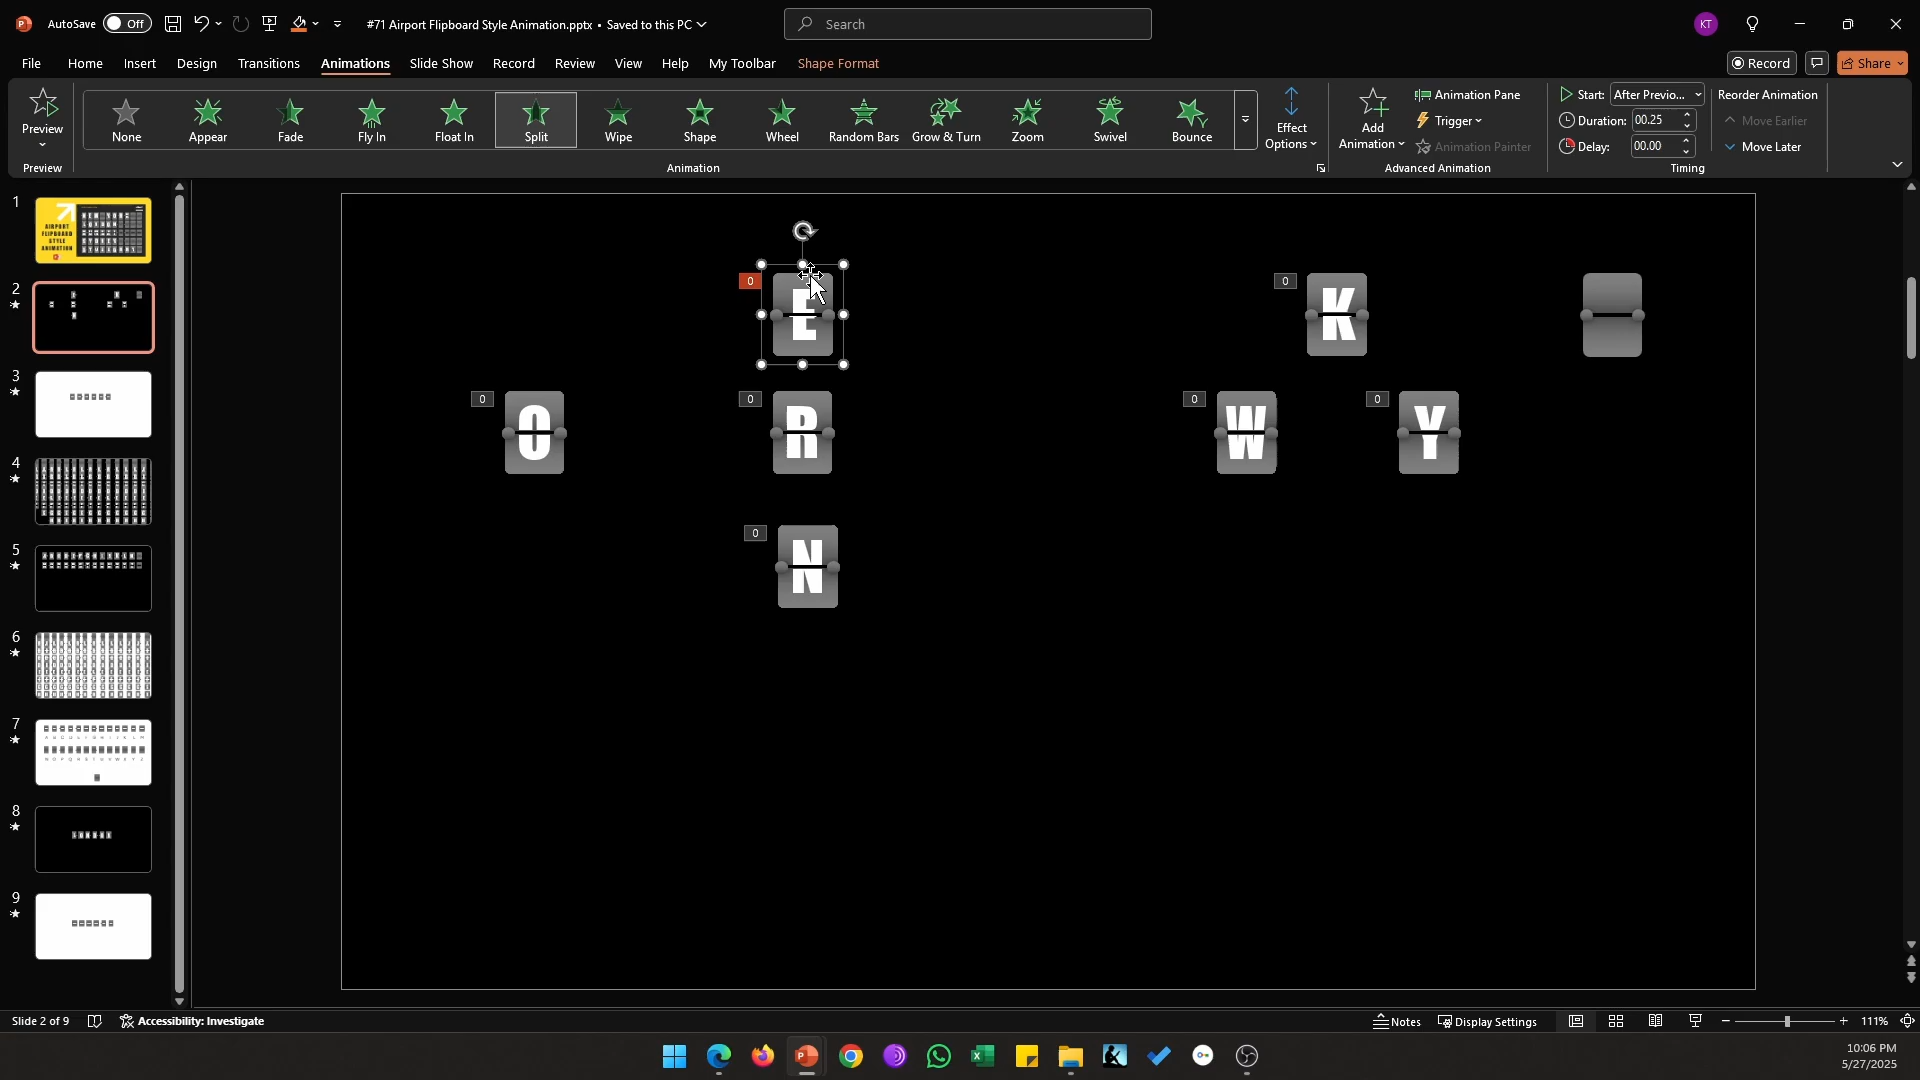 AutoSave Off #71 Airport Flipboard Style Animation.pptx • Saved to this PC Search KT
File Home Insert Design Transitions Animations Slide Show Record Review View Help My Toolbar Shape Format Record Share
Preview None Appear Fade Fly In Float In Split Wipe Shape Wheel Random Bars Grow & Turn Zoom Swivel Bounce
Effect Options
Add Animation
Animation Pane
Trigger
Animation Painter
Start: After Previo...
Duration: 00.25
Delay: 00.00
Reorder Animation
Move Earlier
Move Later
Preview Animation Advanced Animation Timing
1
AIRPORT
FLIPBOARD
STYLE
ANIMATION
2
3
4
5
6
7
8
9
0 E 0 K
0 O 0 R 0 W 0 Y
0 N
Slide 2 of 9 Accessibility: Investigate Notes Display Settings 111%
10:06 PM
5/27/2025